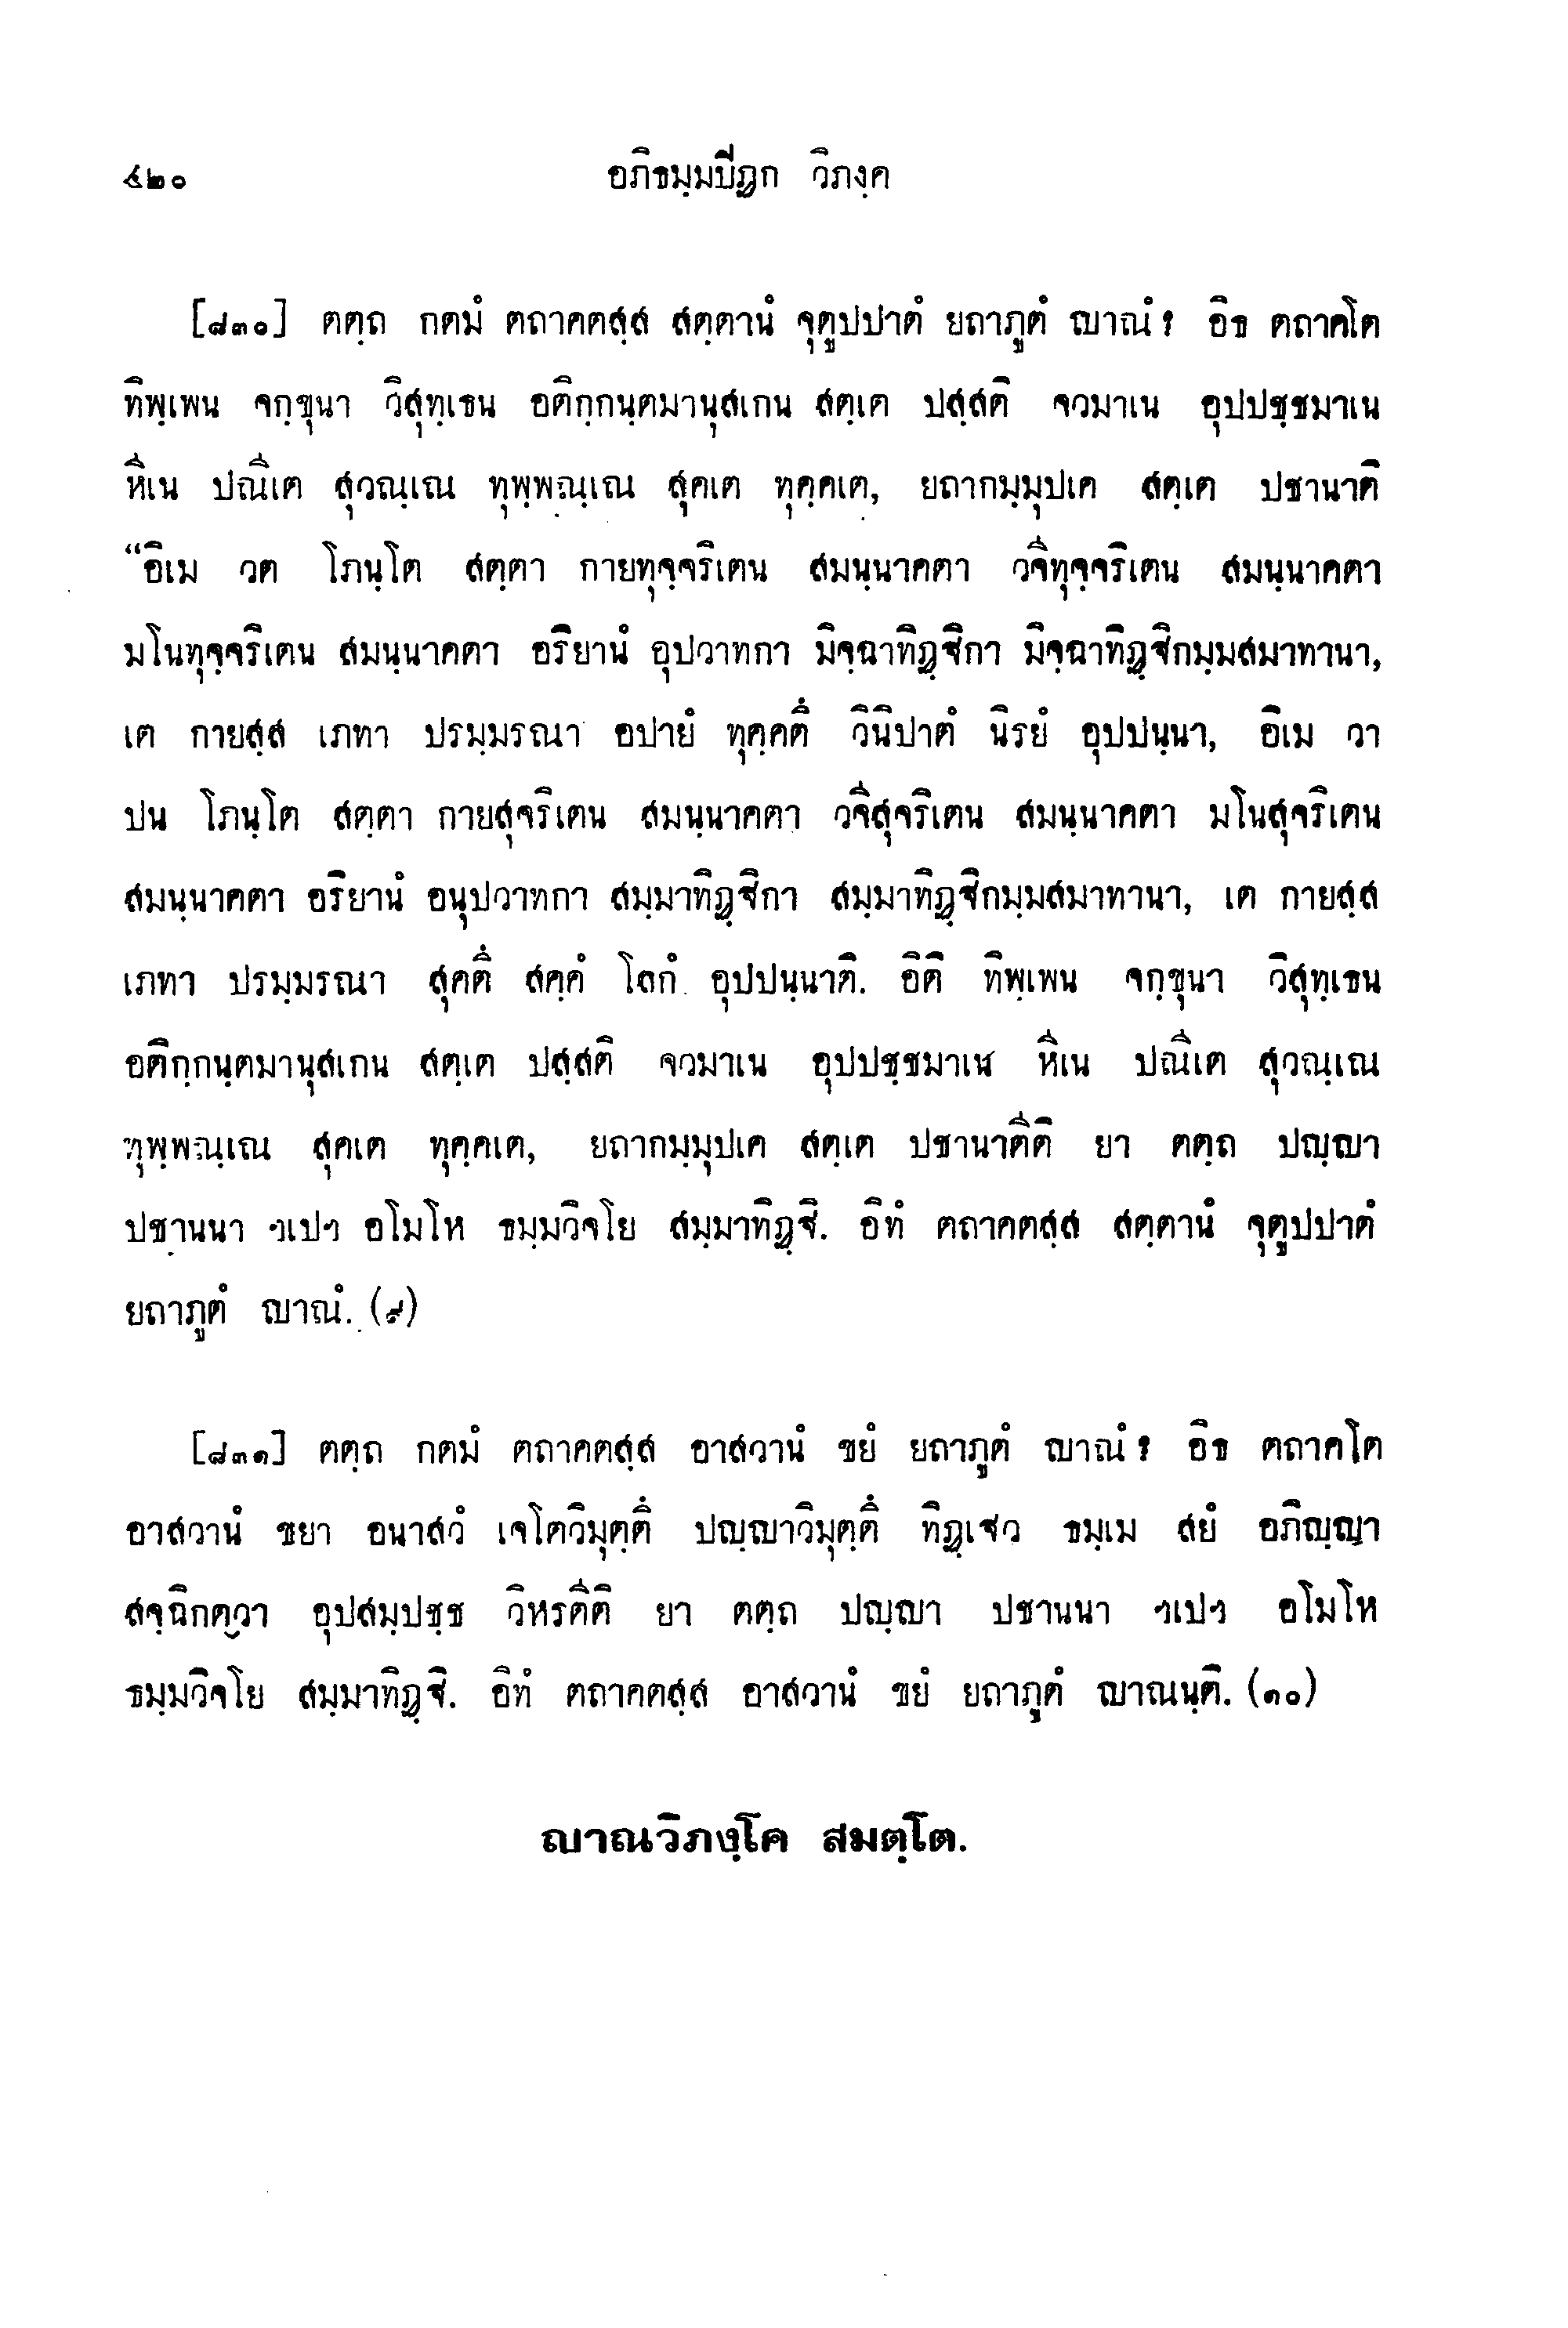 ๔๒๐ อภิธมฺมปิฏก วิภงฺค
[๘๓๐] ตตฺถ กตมํ ตถาคตสฺส สตฺตานํ จุตูปปาตํ ยถาภูตํ ญาณํ? อิธ ตถาคโต
ทิพฺเพน จกฺขุนา วิสุทฺเธน อติกฺกนฺตมานุสเกน สตฺเต ปสฺสติ จวมาเน อุปปชฺชมาเน
หีเน ปณีเต สุวณฺเณ ทุพฺพณฺเณ สุคเต ทุคฺคเต, ยถากมฺมุปเค สตฺเต ปชานาติ
“อิเม วต โภนฺโต สตฺตา กายทุจฺจริเตน สมนฺนาคตา วจีทุจฺจริเตน สมนฺนาคตา
มโนทุจฺจริเตน สมนฺนาคตา อริยานํ อุปวาทกา มิจฺฉาทิฏฺฐิกา มิจฺฉาทิฏฺฐิกมฺมสมาทานา,
เต กายสฺส เภทา ปรมฺมรณา อปายํ ทุคฺคตึ วินิปาตํ นิรยํ อุปปนฺนา, อิเม วา
ปน โภนฺโต สตฺตา กายสุจริเตน สมนฺนาคตา วจีสุจริเตน สมนฺนาคตา มโนสุจริเตน
สมนฺนาคตา อริยานํ อนุปวาทกา สมฺมาทิฏฺฐิกา สมฺมาทิฏฺฐิกมฺมสมาทานา, เต กายสฺส
เภทา ปรมฺมรณา สุคตึ สคฺคํ โลกํ อุปปนฺนาติ. อิติ ทิพฺเพน จกฺขุนา วิสุทฺเธน
อติกฺกนฺตมานุสเกน สตฺเต ปสฺสติ จวมาเน อุปปชฺชมาเน หีเน ปณีเต สุวณฺเณ
ทุพฺพณฺเณ สุคเต ทุคฺคเต, ยถากมฺมุปเค สตฺเต ปชานาตีติ ยา ตตฺถ ปญฺญา
ปชานนา ฯเปฯ อโมโห ธมฺมวิจโย สมฺมาทิฏฺฐิ. อิทํ ตถาคตสฺส สตฺตานํ จุตูปปาตํ
ยถาภูตํ ญาณํ. (๙)
[๘๓๑] ตตฺถ กตมํ ตถาคตสฺส อาสวานํ ขยํ ยถาภูตํ ญาณํ? อิธ ตถาคโต
อาสวานํ ขยา อนาสวํ เจโตวิมุตฺตึ ปญฺญาวิมุตฺตึ ทิฏฺเฐว ธมฺเม สยํ อภิญฺญา
สจฺฉิกตฺวา อุปสมฺปชฺช วิหรตีติ ยา ตตฺถ ปญฺญา ปชานนา ฯเปฯ อโมโห
ธมฺมวิจโย สมฺมาทิฏฺฐิ. อิทํ ตถาคตสฺส อาสวานํ ขยํ ยถาภูตํ ญาณนฺติ. (๑๐)
ญาณวิภงฺโค สมตฺโต.